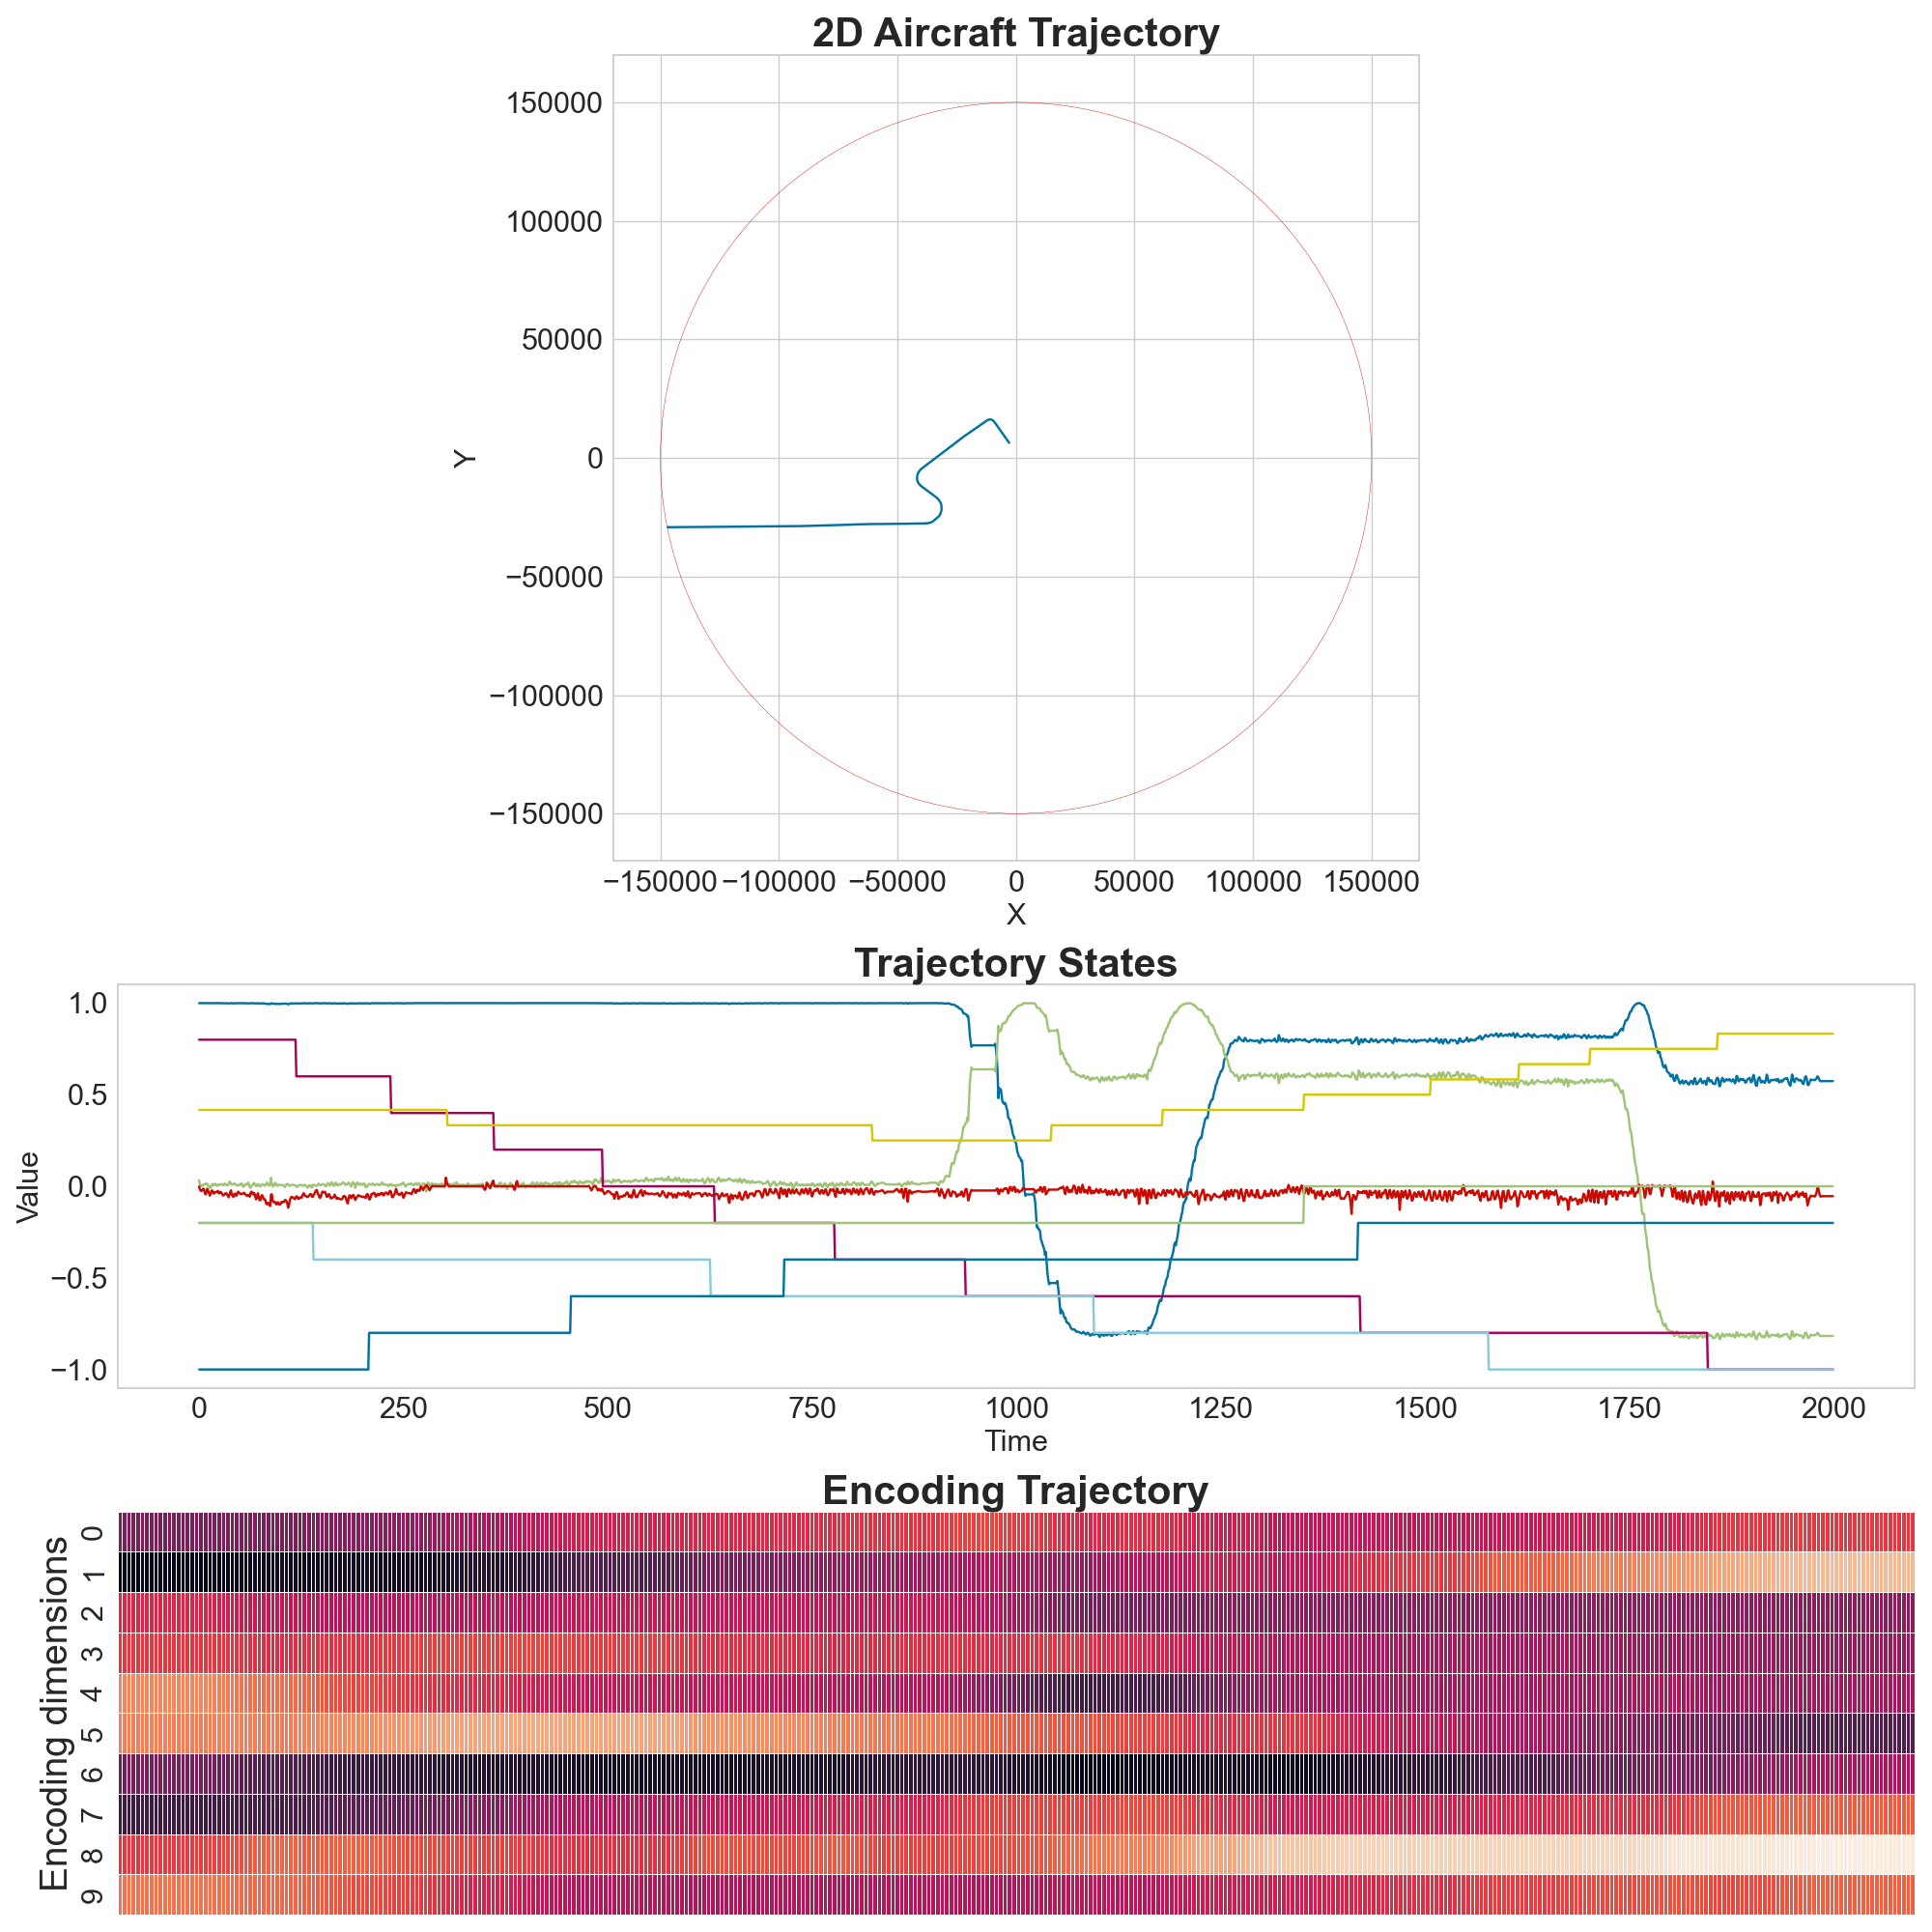 2D Aircraft Trajectory
150000
100000
50000
0
−50000
−100000
−150000
Y
−150000 −100000 −50000 0 50000 100000 150000
X
Trajectory States
1.0
0.5
0.0
−0.5
−1.0
Value
0 250 500 750 1000 1250 1500 1750 2000
Time
Encoding Trajectory
Encoding dimensions
0
1
2
3
4
5
6
7
8
9